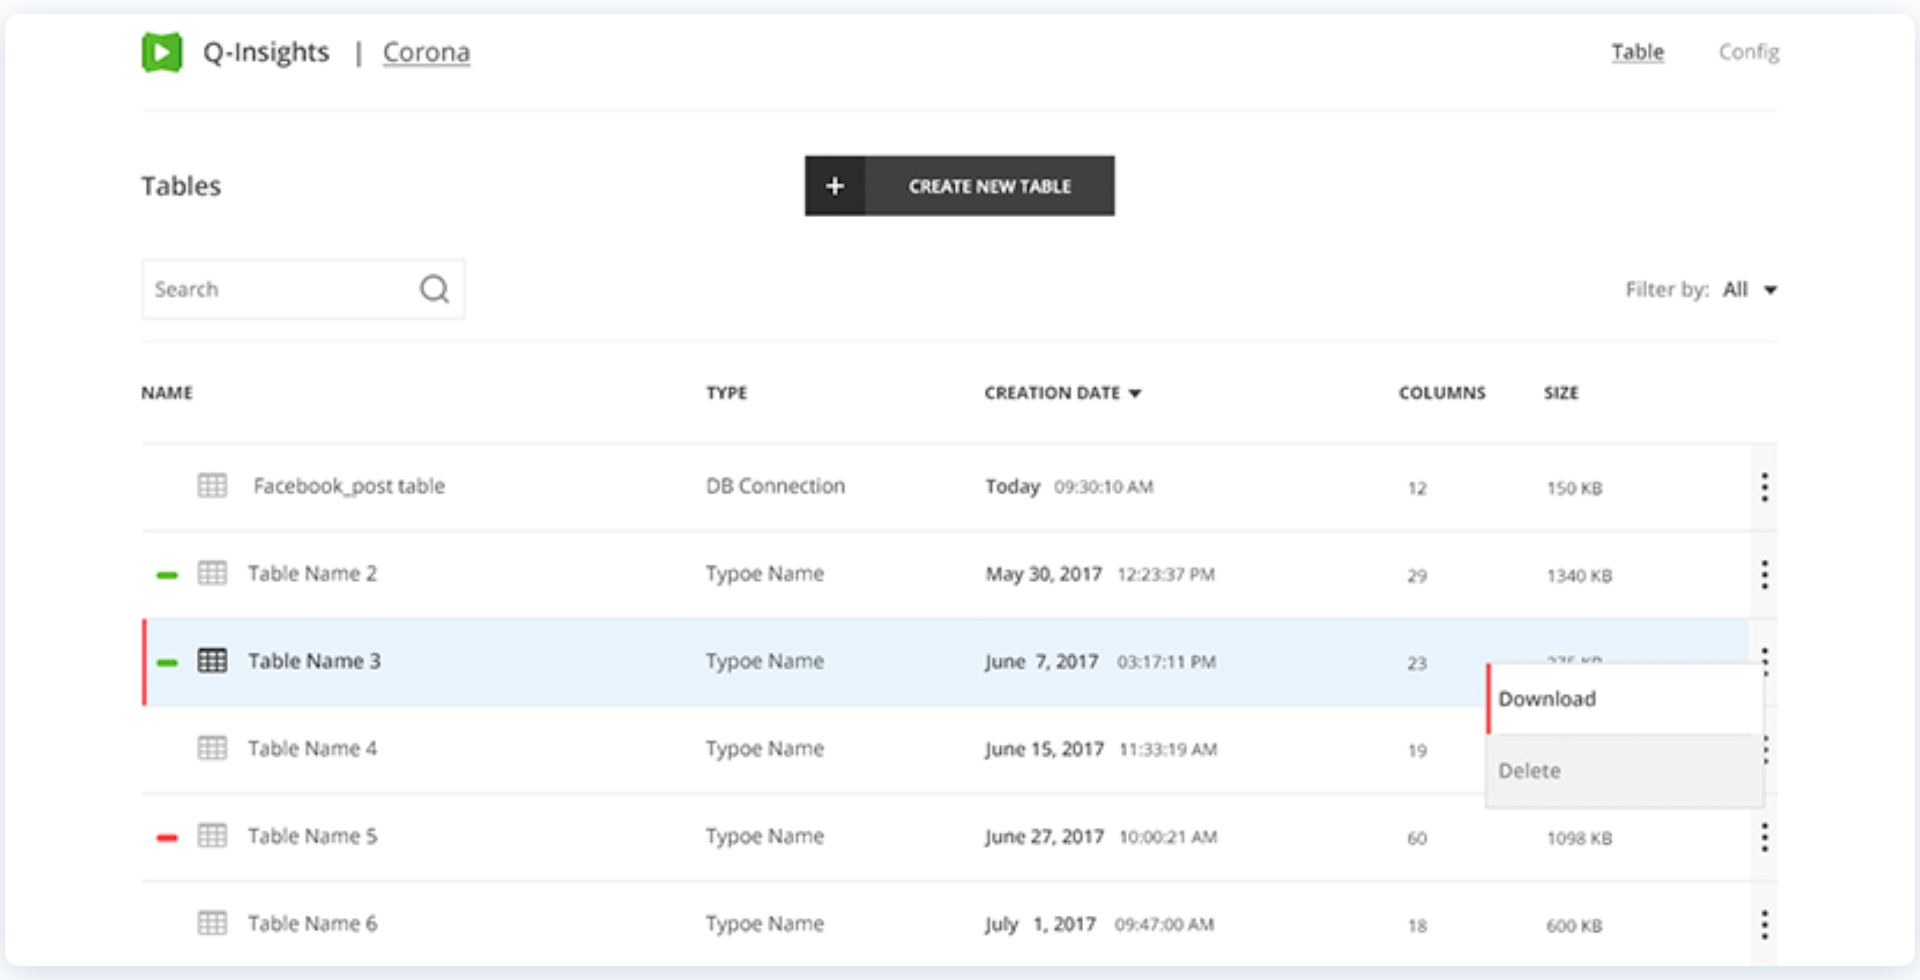 Q-Insights | Corona
Table Config
Tables
+ CREATE NEW TABLE
Search
Filter by: All
NAME TYPE CREATION DATE COLUMNS SIZE
Facebook_post table DB Connection Today 09:30:10 AM 12 150 KB
Table Name 2 Typoe Name May 30, 2017 12:23:37 PM 29 1340 KB
Table Name 3 Typoe Name June 7, 2017 03:17:11 PM 23
Download
Table Name 4 Typoe Name June 15, 2017 11:33:19 AM 19
Delete
Table Name 5 Typoe Name June 27, 2017 10:00:21 AM 60 1098 KB
Table Name 6 Typoe Name July 1, 2017 09:47:00 AM 18 600 KB